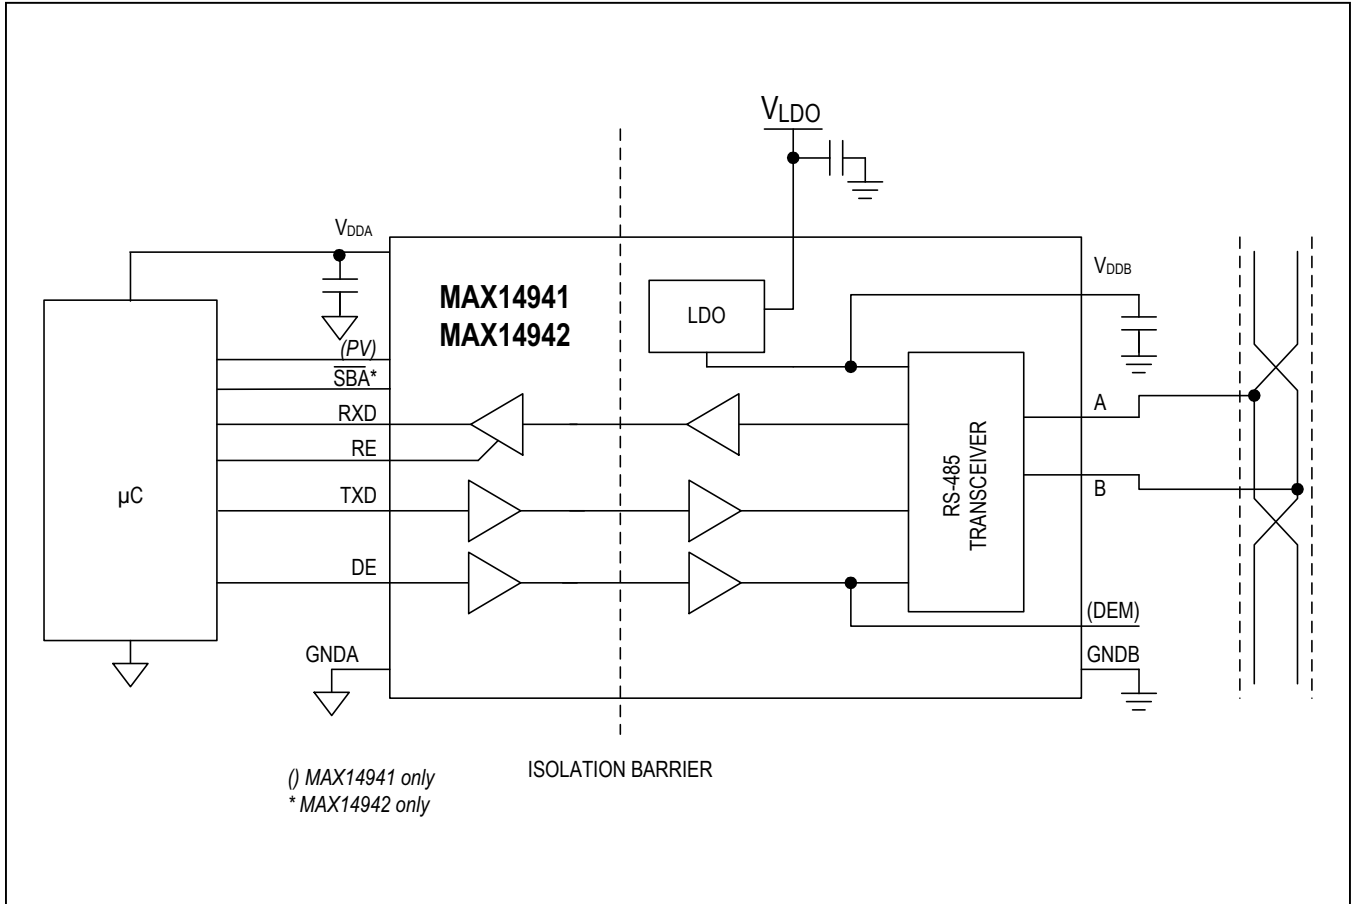 VLDO
VDDA
MAX14941
MAX14942
LDO
VDDB
(PV)
S̅B̅A̅*
RXD
RE
TXD
DE
µC
RS-485
TRANSCEIVER
A
B
(DEM)
GNDA
GNDB
ISOLATION BARRIER
() MAX14941 only
* MAX14942 only